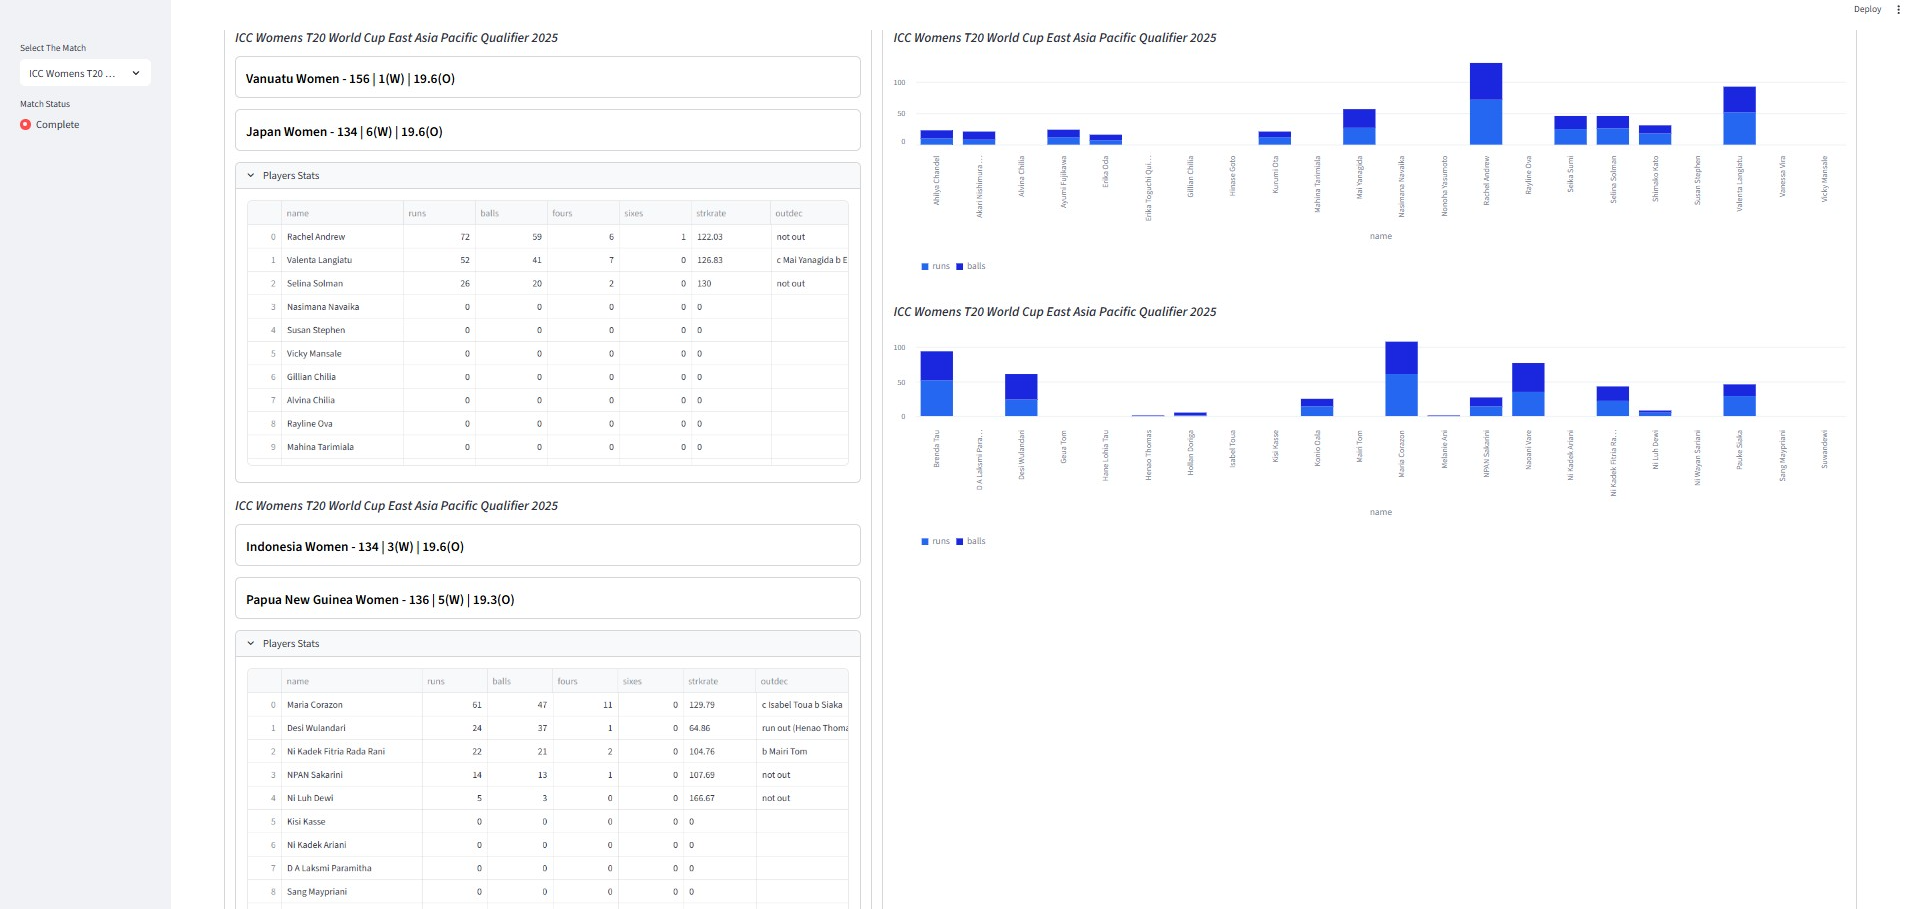 Deploy
Select The Match
ICC Womens T20 ...
Match Status
Complete
ICC Womens T20 World Cup East Asia Pacific Qualifier 2025
Vanuatu Women - 156 | 1(W) | 19.6(O)
Japan Women - 134 | 6(W) | 19.6(O)
Players Stats
name runs balls fours sixes strkrate outdec
0 Rachel Andrew 72 59 6 1 122.03 not out
1 Valenta Langiatu 52 41 7 0 126.83 c Mai Yanagida b E
2 Selina Solman 26 20 2 0 130 not out
3 Nasimana Navaika 0 0 0 0 0
4 Susan Stephen 0 0 0 0 0
5 Vicky Mansale 0 0 0 0 0
6 Gillian Chilia 0 0 0 0 0
7 Alvina Chilia 0 0 0 0 0
8 Rayline Ova 0 0 0 0 0
9 Mahina Tarimiala 0 0 0 0 0
ICC Womens T20 World Cup East Asia Pacific Qualifier 2025
Indonesia Women - 134 | 3(W) | 19.6(O)
Papua New Guinea Women - 136 | 5(W) | 19.3(O)
Players Stats
name runs balls fours sixes strkrate outdec
0 Maria Corazon 61 47 11 0 129.79 c Isabel Toua b Siaka
1 Desi Wulandari 24 37 1 0 64.86 run out (Henao Thoma
2 Ni Kadek Fitria Rada Rani 22 21 2 0 104.76 b Mairi Tom
3 NPAN Sakarini 14 13 1 0 107.69 not out
4 Ni Luh Dewi 5 3 0 0 166.67 not out
5 Kisi Kasse 0 0 0 0 0
6 Ni Kadek Ariani 0 0 0 0 0
7 D A Laksmi Paramitha 0 0 0 0 0
8 Sang Maypriani 0 0 0 0 0
ICC Womens T20 World Cup East Asia Pacific Qualifier 2025
100
50
0
Ahilya Chandel
Akari Nishimura ...
Alvina Chilia
Ayumi Fujikawa
Erika Oda
Erika Toguchi Qui...
Gillian Chilia
Hinase Goto
Kurumi Ota
Mahina Tarimiala
Mai Yanagida
Nasimana Navaika
Nonoha Yasumoto
Rachel Andrew
Rayline Ova
Seika Sumi
Selina Solman
Shimako Kato
Susan Stephen
Valenta Langiatu
Vanessa Vira
Vicky Mansale
name
runs balls
ICC Womens T20 World Cup East Asia Pacific Qualifier 2025
100
50
0
Brenda Tau
D A Laksmi Para...
Desi Wulandari
Geua Tom
Hane Lohia Tau
Henao Thomas
Hollan Doriga
Isabel Toua
Kisi Kasse
Konio Oala
Mairi Tom
Maria Corazon
Melanie Ani
NPAN Sakarini
Naoani Vare
Ni Kadek Ariani
Ni Kadek Fitria Ra...
Ni Luh Dewi
Ni Wayan Sariani
Pauke Siaka
Sang Maypriani
Suwandewi
name
runs balls